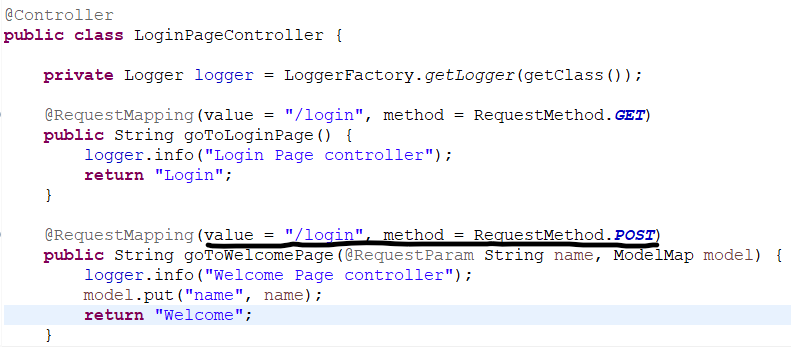 @Controller
public class LoginPageController {
private Logger logger = LoggerFactory.getLogger(getClass());
@RequestMapping(value = "/login", method = RequestMethod.GET)
public String goToLoginPage() {
logger.info("Login Page controller");
return "Login";
}
@RequestMapping(value = "/login", method = RequestMethod.POST)
public String goToWelcomePage(@RequestParam String name, ModelMap model) {
logger.info("Welcome Page controller");
model.put("name", name);
return "Welcome";
}